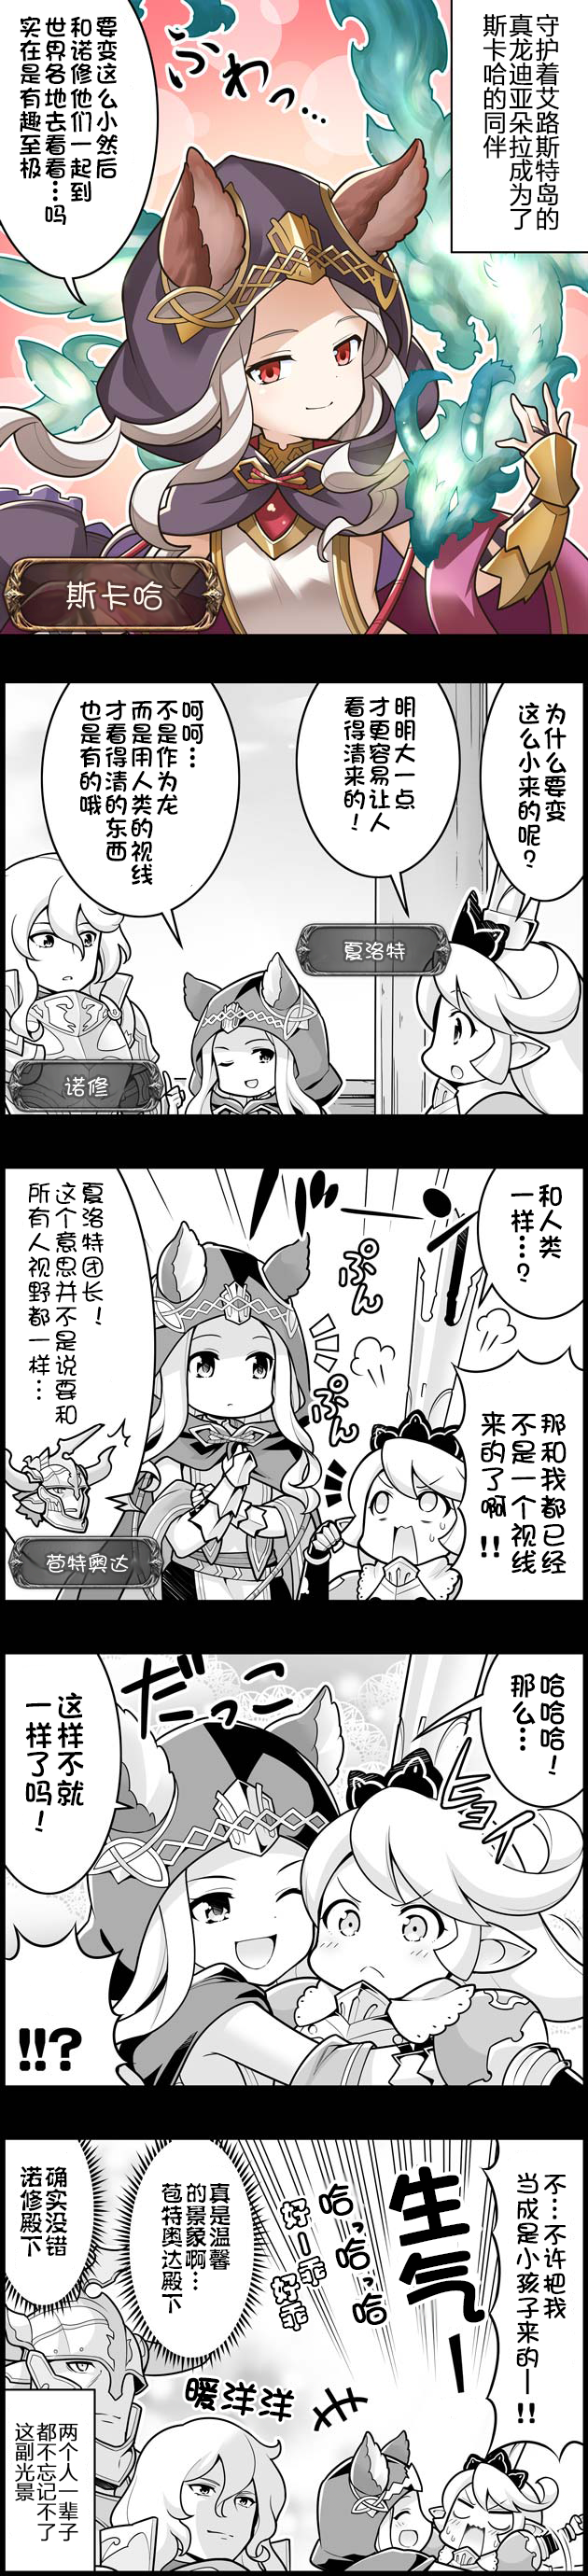 守护着艾路斯特岛的
真龙迪亚朵拉成为了
斯卡哈的同伴
ふわっ…
要变这么小然后
和诺修他们一起到
世界各地去看看…吗
实在是有趣至极
斯卡哈
为什么要变
这么小来的呢?
明明大一点
才更容易让人
看得清来的!
呵呵…
不是作为龙
而是用人类的视线
才看得清的东西
也是有的哦
夏洛特
诺修
和人类
一样…?
那和我都已经
不是一个视线
来的了啊!!
ぷん
ぷん
夏洛特团长!
这个意思并不是说要和
所有人视野都一样…
苞特奥达
哈哈哈!
那么…
ヒョイ
だっこ
这样不就
一样了吗!
!!?
不…不许把我
当成是小孩子来的ー!!
生气ー
哈っ哈っ哈
好ー乖
好乖
真是温馨
的景象啊…
苞特奥达殿下
确实没错
诺修殿下
暖洋洋
两个人一辈子
都不忘记不了
这副光景